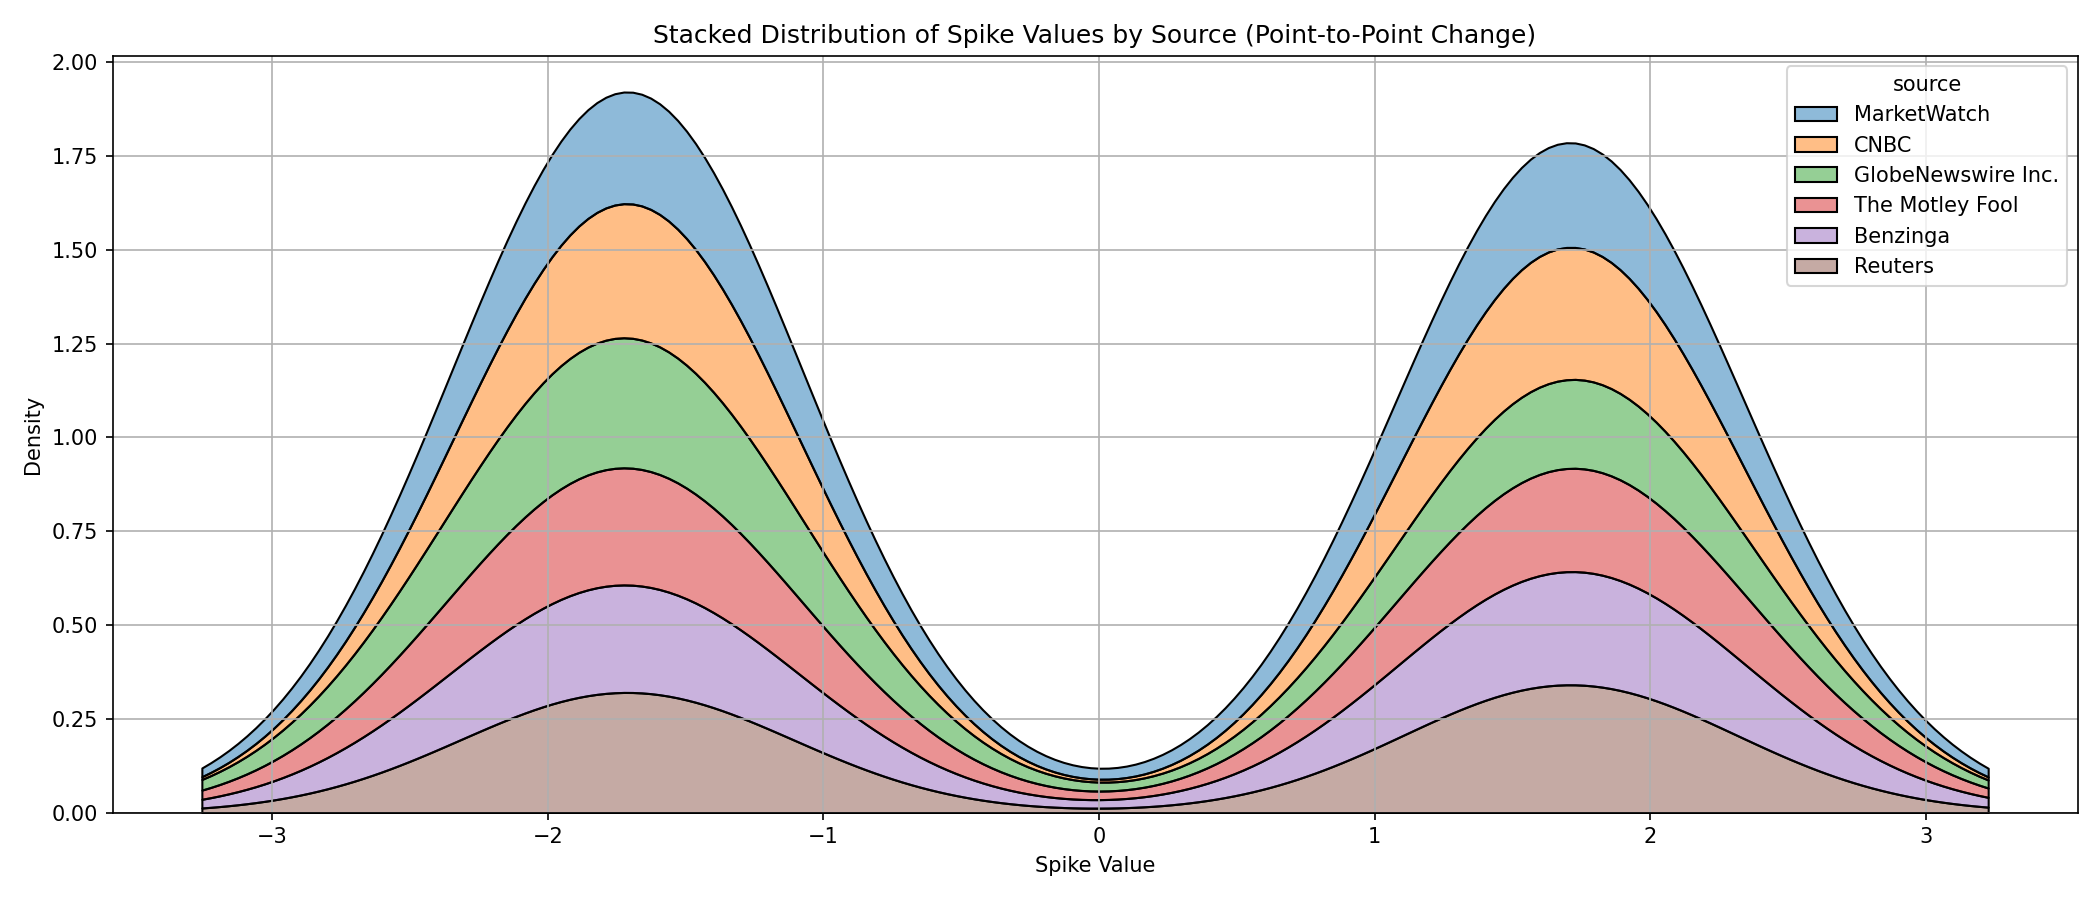 Stacked Distribution of Spike Values by Source (Point-to-Point Change)
2.00
1.75
1.50
1.25
1.00
0.75
0.50
0.25
0.00
Density
source
MarketWatch
CNBC
GlobeNewswire Inc.
The Motley Fool
Benzinga
Reuters
−3 −2 −1 0 1 2 3
Spike Value